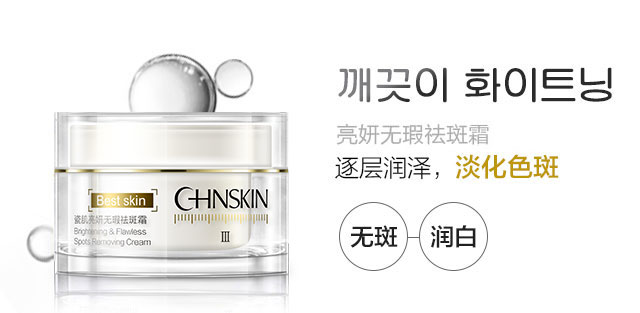 깨끗이 화이트닝
亮妍无瑕祛斑霜
逐层润泽，淡化色斑
无斑
润白
Best skin
瓷肌亮妍无瑕祛斑霜
Brightening & Flawless
Spots Removing Cream
CHNSKIN
III